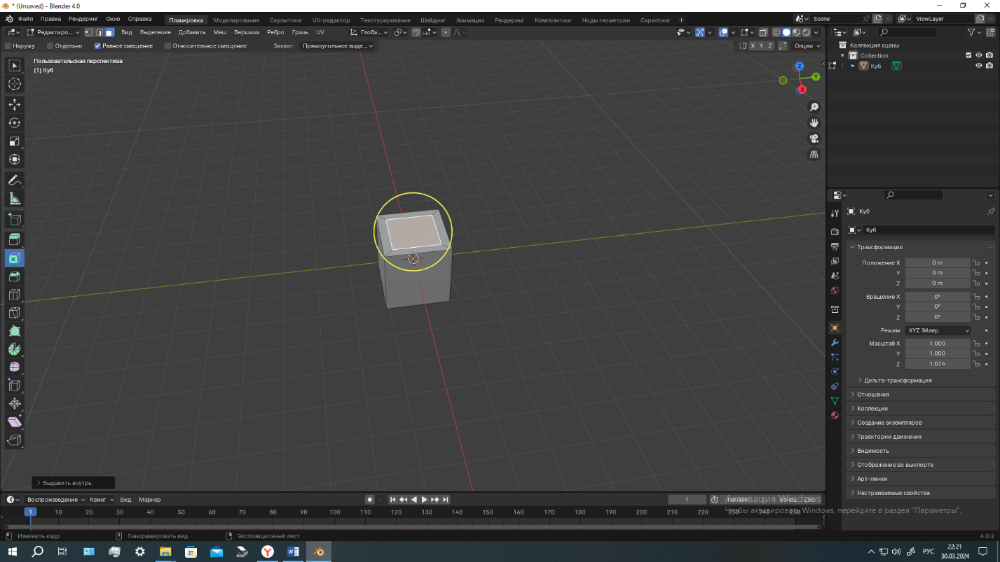 * (Unsaved) - Blender 4.0
Файл Правка Рендеринг Окно Справка Планировка Моделирование Скульптинг UV-редактор Текстурирование Шейдинг Анимация Рендеринг Композитинг Ноды геометрии Скриптинг + Scene ViewLayer
Редактиро... Вид Выделение Добавить Меш Вершина Ребро Грань UV Глоба...
Наружу Отдельно Равное смещение Относительное смещение Захват: Прямоугольное выде... X Y Z Опции
Пользовательская перспектива
(1) Куб
Z
Y
X
Коллекция сцены
Collection
Куб
Куб
Куб
Трансформация
Положение X 0 m
Y 0 m
Z 0 m
Вращение X 0°
Y 0°
Z 0°
Режим XYZ Эйлер
Масштаб X 1.000
Y 1.000
Z 1.074
Дельта-трансформация
Отношения
Коллекции
Создание экземпляров
Траектории движения
Видимость
Отображение во вьюпорте
Арт-линии
Настраиваемые свойства
Выдавить внутрь
Воспроизведение Кеинг Вид Маркер 1 Начало 1 Конец 250
Активация Windows
Чтобы активировать Windows, перейдите в раздел "Параметры".
1 10 20 30 40 50 60 70 80 90 100 110 120 130 140 150 160 170 180 190 200 210 220 230 240 250
Изменить кадр Панорамировать вид Экспозиционный лист 4.0.2
РУС 22:21
30.03.2024